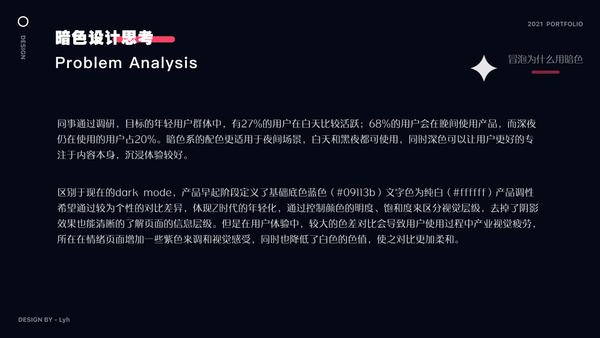 2021 PORTFOLIO
DESIGN
暗色设计思考
Problem Analysis
冒泡为什么用暗色
同事通过调研，目标的年轻用户群体中，有27%的用户在白天比较活跃；68%的用户会在晚间使用产品，而深夜
仍在使用的用户占20%。暗色系的配色更适用于夜间场景，白天和黑夜都可使用，同时深色可以让用户更好的专
注于内容本身，沉浸体验较好。
区别于现在的dark mode，产品早起阶段定义了基础底色蓝色（#09113b）文字色为纯白（#ffffff）产品调性
希望通过较为个性的对比差异，体现Z时代的年轻化，通过控制颜色的明度、饱和度来区分视觉层级，去掉了阴影
效果也能清晰的了解页面的信息层级。但是在用户体验中，较大的色差对比会导致用户使用过程中产业视觉疲劳，
所在在情绪页面增加一些紫色来调和视觉感受，同时也降低了白色的色值，使之对比更加柔和。
DESIGN BY - Lyh